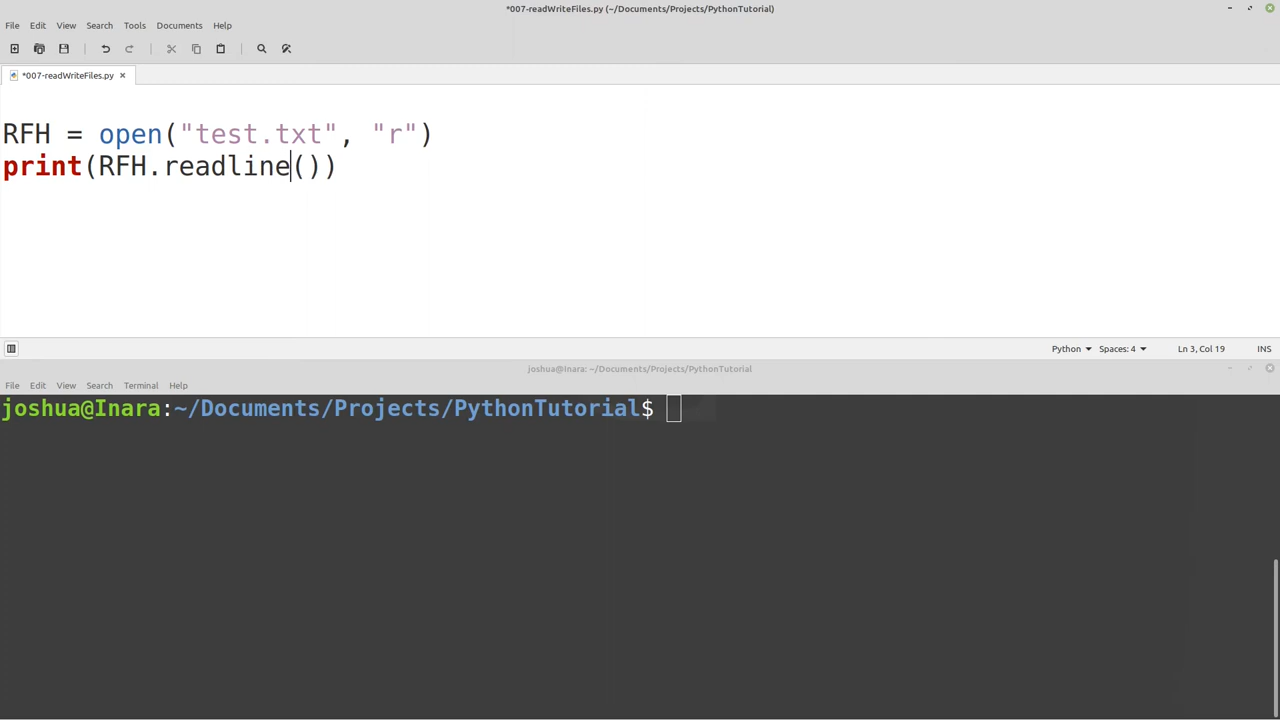 *007-readWriteFiles.py (~/Documents/Projects/PythonTutorial)
File Edit View Search Tools Documents Help
*007-readWriteFiles.py
RFH = open("test.txt", "r")
print(RFH.readline())
Python Spaces: 4 Ln 3, Col 19 INS
joshua@Inara: ~/Documents/Projects/PythonTutorial
File Edit View Search Terminal Help
joshua@Inara:~/Documents/Projects/PythonTutorial$